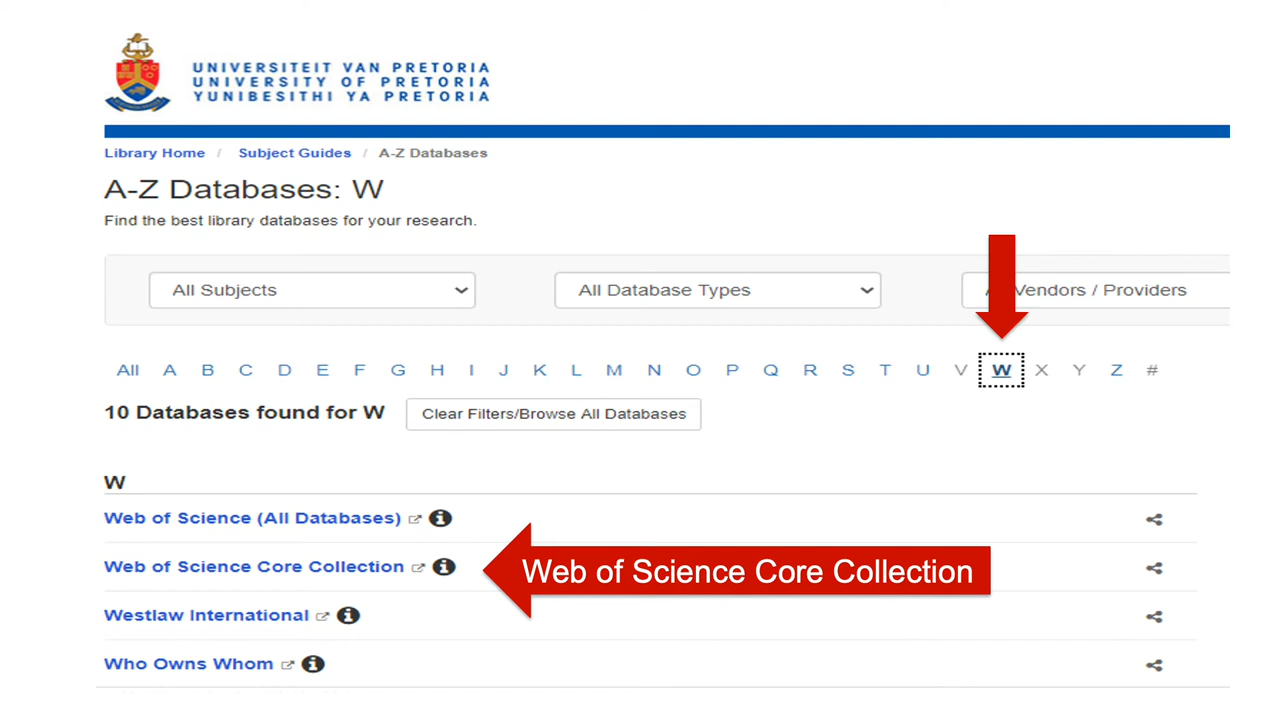 UNIVERSITEIT VAN PRETORIA
UNIVERSITY OF PRETORIA
YUNIBESITHI YA PRETORIA
Library Home / Subject Guides / A-Z Databases
A-Z Databases: W
Find the best library databases for your research.
All Subjects All Database Types Vendors / Providers
All A B C D E F G H I J K L M N O P Q R S T U V W X Y Z #
10 Databases found for W Clear Filters/Browse All Databases
W
Web of Science (All Databases)
Web of Science Core Collection Web of Science Core Collection
Westlaw International
Who Owns Whom